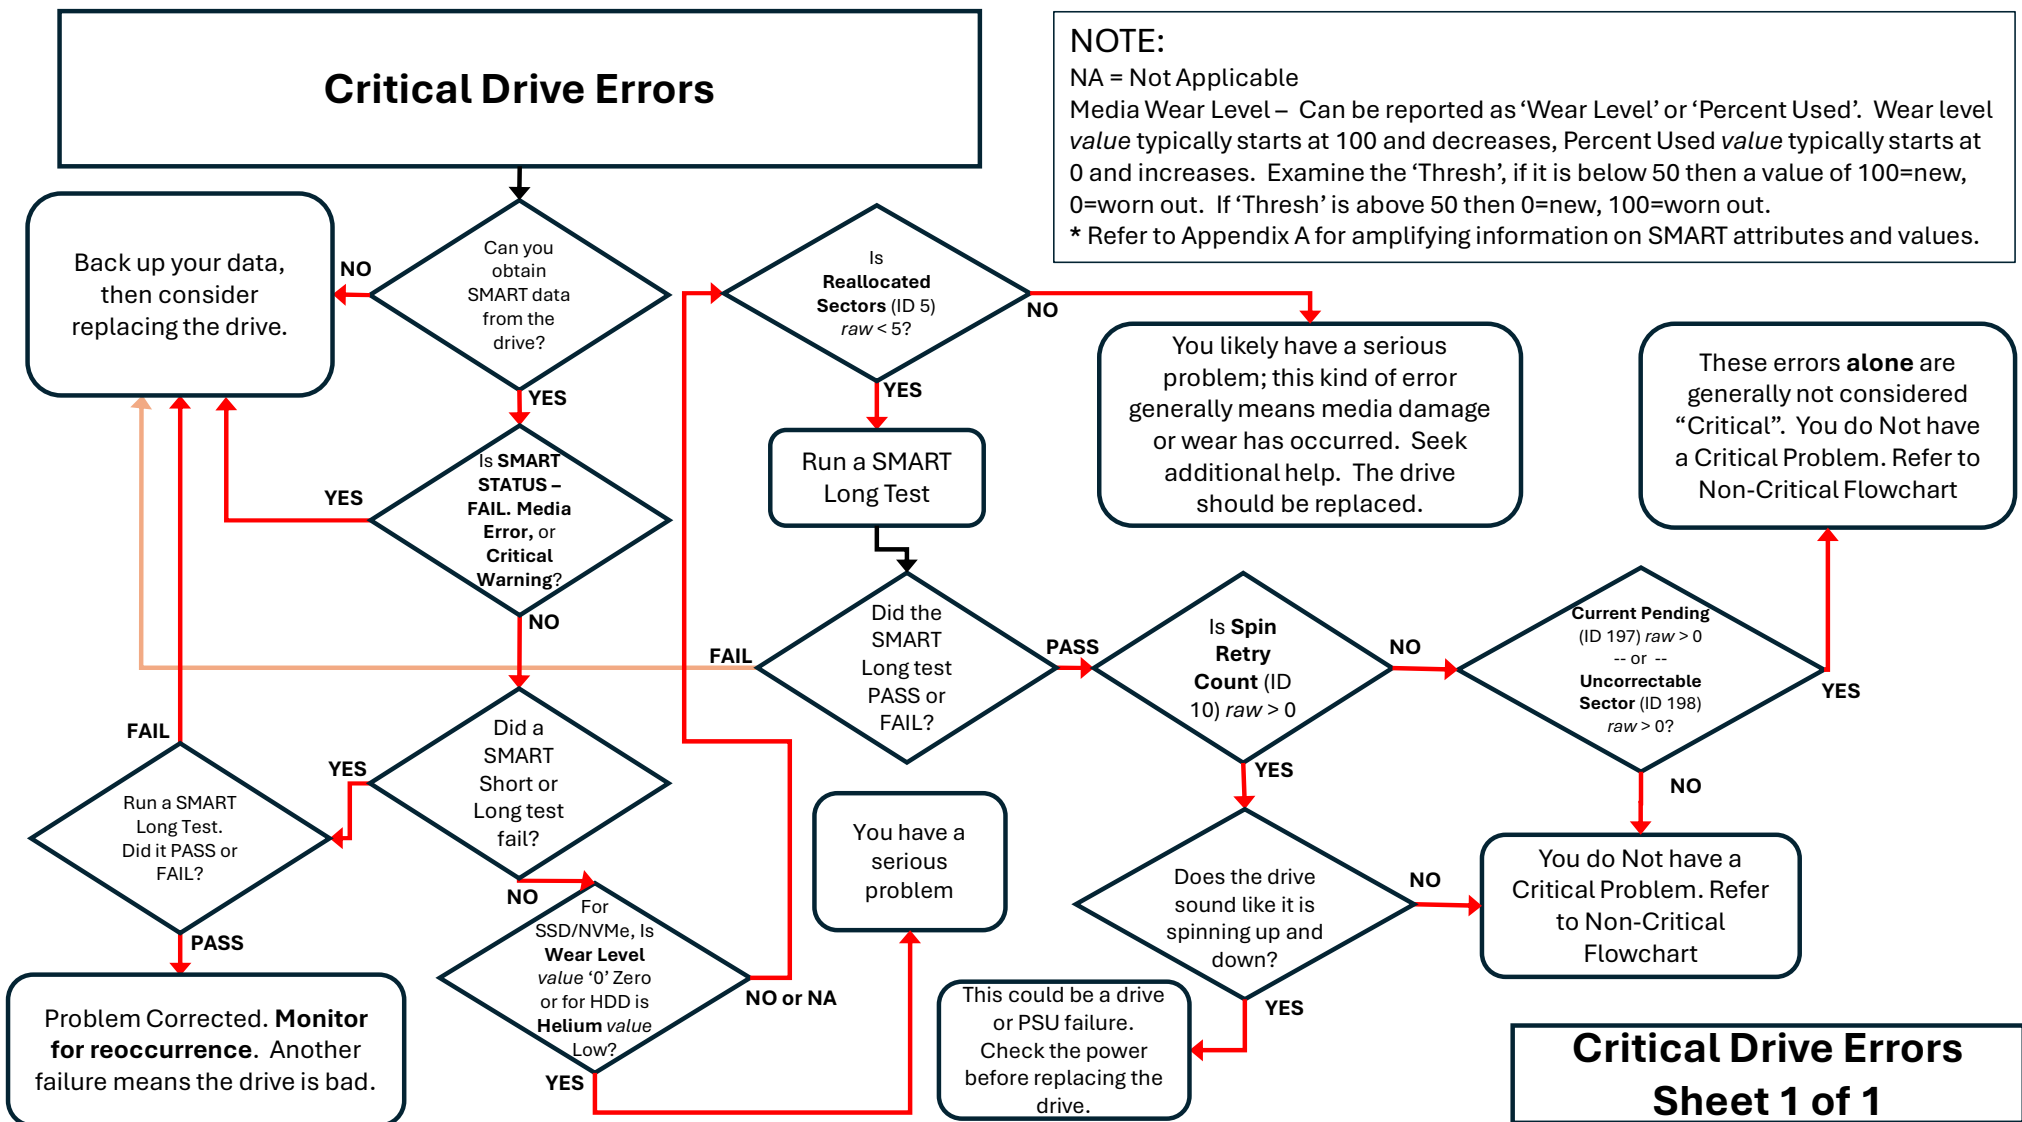 Critical Drive Errors
NOTE:
NA = Not Applicable
Media Wear Level – Can be reported as ‘Wear Level’ or ‘Percent Used’. Wear level
value typically starts at 100 and decreases, Percent Used value typically starts at
0 and increases. Examine the ‘Thresh’, if it is below 50 then a value of 100=new,
0=worn out. If ‘Thresh’ is above 50 then 0=new, 100=worn out.
* Refer to Appendix A for amplifying information on SMART attributes and values.
Back up your data,
then consider
replacing the drive.
NO
Can you
obtain
SMART data
from the
drive?
YES
Is
Reallocated
Sectors (ID 5)
raw < 5?
NO
YES
You likely have a serious
problem; this kind of error
generally means media damage
or wear has occurred. Seek
additional help. The drive
should be replaced.
These errors alone are
generally not considered
“Critical”. You do Not have
a Critical Problem. Refer to
Non-Critical Flowchart
YES
Is SMART
STATUS –
FAIL. Media
Error, or
Critical
Warning?
NO
Run a SMART
Long Test
FAIL
Did the
SMART
Long test
PASS or
FAIL?
PASS
Is Spin
Retry
Count (ID
10) raw > 0
NO
YES
Current Pending
(ID 197) raw > 0
-- or --
Uncorrectable
Sector (ID 198)
raw > 0?
YES
NO
FAIL
Run a SMART
Long Test.
Did it PASS or
FAIL?
PASS
YES
Did a
SMART
Short or
Long test
fail?
NO
For
SSD/NVMe, Is
Wear Level
value ‘0’ Zero
or for HDD is
Helium value
Low?
NO or NA
YES
You have a
serious
problem
Does the drive
sound like it is
spinning up and
down?
NO
YES
You do Not have a
Critical Problem. Refer
to Non-Critical
Flowchart
Problem Corrected. Monitor
for reoccurrence. Another
failure means the drive is bad.
This could be a drive
or PSU failure.
Check the power
before replacing the
drive.
Critical Drive Errors
Sheet 1 of 1